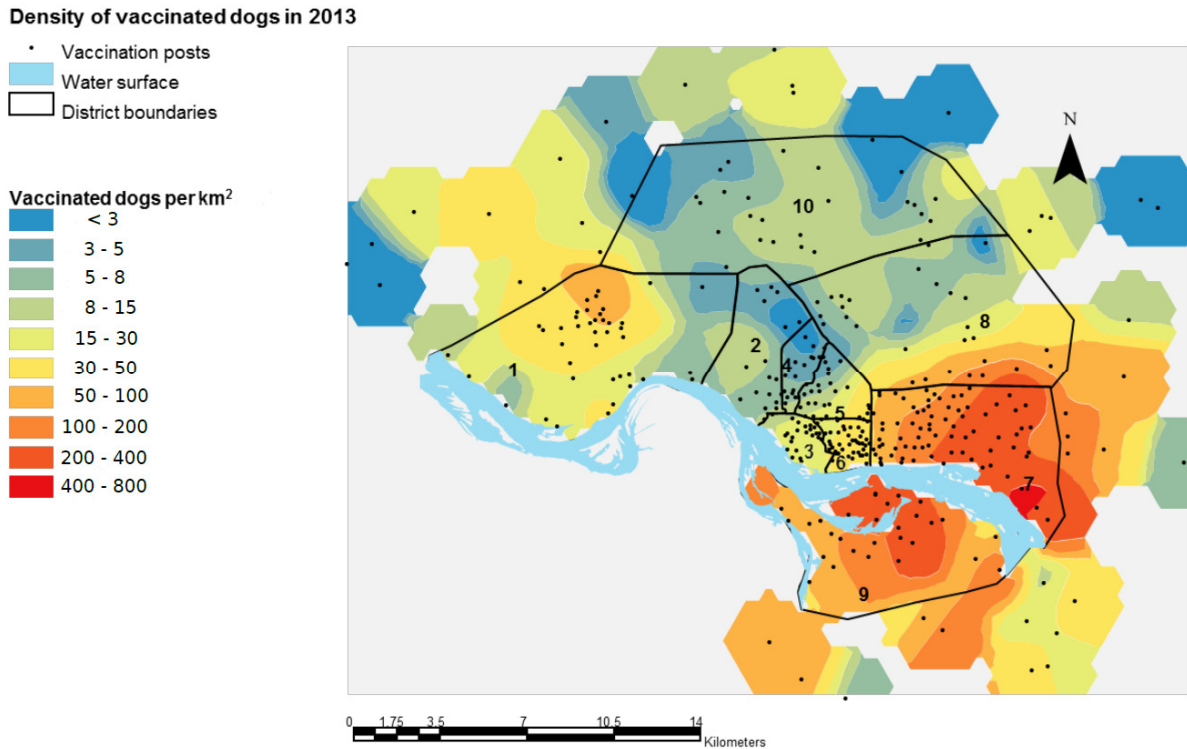 Density of vaccinated dogs in 2013
Vaccination posts
Water surface
District boundaries
Vaccinated dogs per km²
< 3
3 - 5
5 - 8
8 - 15
15 - 30
30 - 50
50 - 100
100 - 200
200 - 400
400 - 800
N
10
8
2
1
4
5
3
6
7
9
0 1.75 3.5 7 10.5 14
Kilometers